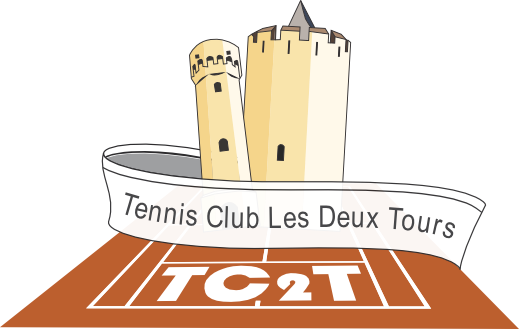 Tennis Club Les Deux Tours
TC2T